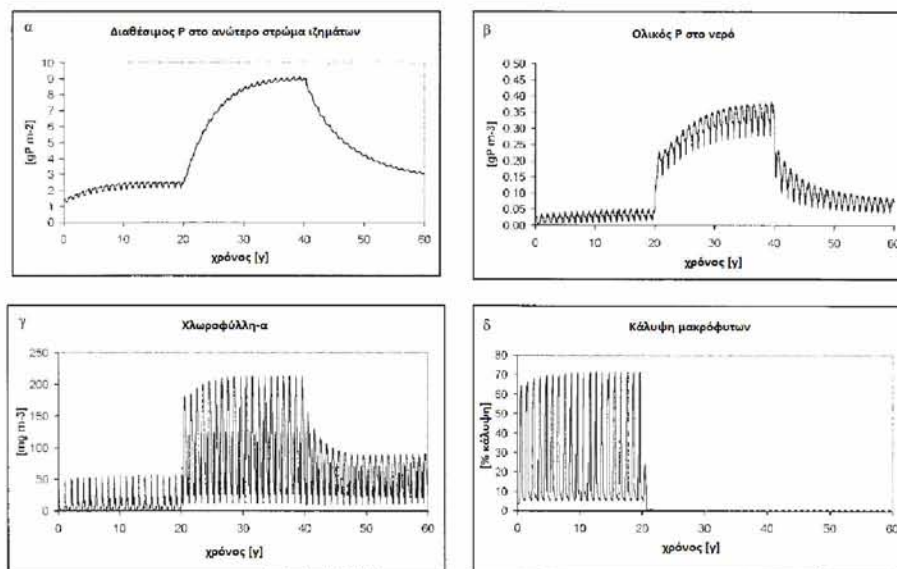 α
Διαθέσιμος P στο ανώτερο στρώμα ιζημάτων
[gP m-2]
10
9
8
7
6
5
4
3
2
1
0
0 10 20 30 40 50 60
χρόνος [y]
β
Ολικός P στο νερό
[gP m-3]
0.50
0.45
0.40
0.35
0.30
0.25
0.20
0.15
0.10
0.05
0.00
0 10 20 30 40 50 60
χρόνος [y]
γ
Χλωροφύλλη-α
[mg m-3]
250
200
150
100
50
0
0 10 20 30 40 50 60
χρόνος [y]
δ
Κάλυψη μακρόφυτων
[% κάλυψη]
80
70
60
50
40
30
20
10
0
0 10 20 30 40 50 60
χρόνος [y]